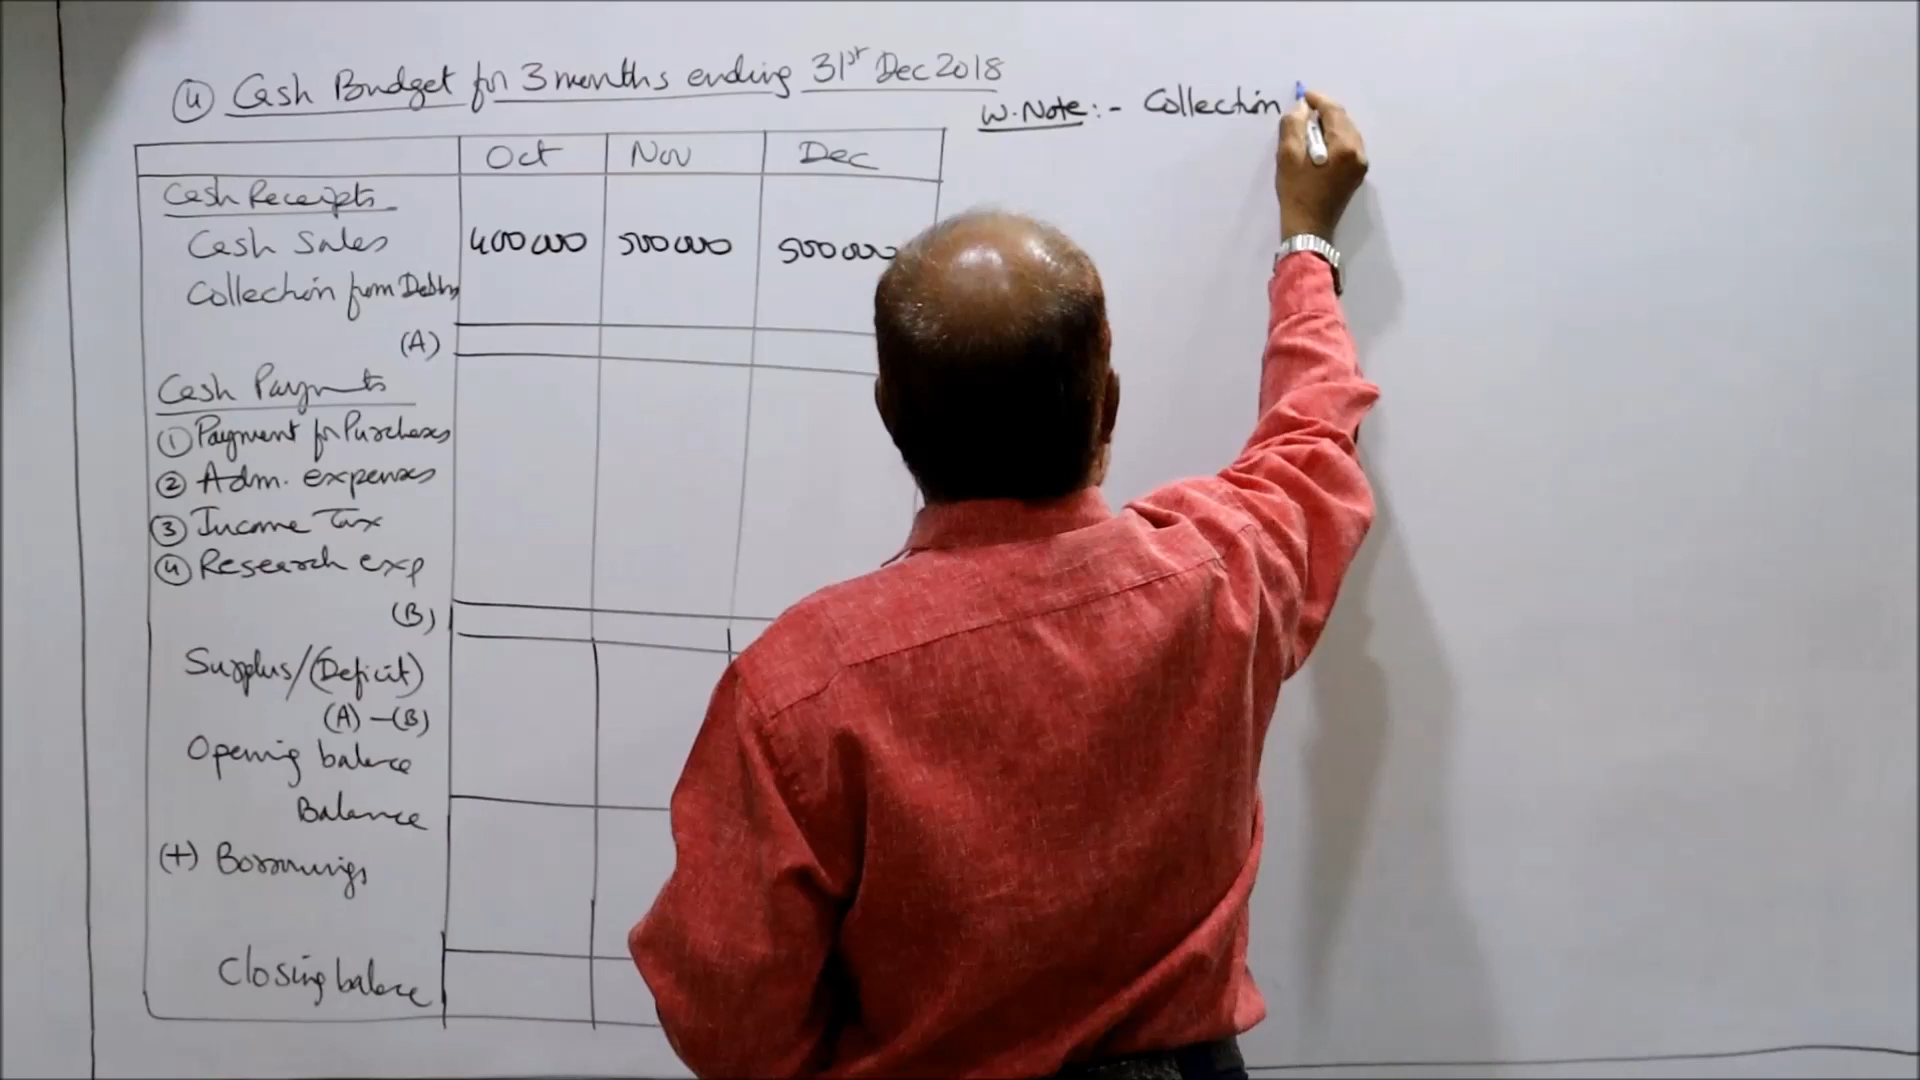 (4) Cash Budget for 3 months ending 31st Dec 2018
W. Note:- Collection
Oct Nov Dec
Cash Receipts
Cash Sales 400000 500000 500000
Collection from Debtors
(A)
Cash Payments
(1) Payment for Purchases
(2) Adm. expenses
(3) Income Tax
(4) Research exp
(B)
Surplus/(Deficit)
(A) - (B)
Opening balance
Balance
(+) Borrowings
Closing balance